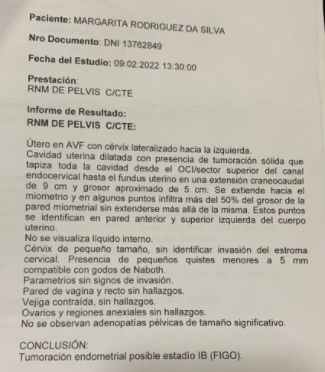 Paciente: MARGARITA RODRIGUEZ DA SILVA
Nro Documento: DNI 13762849
Fecha del Estudio: 09:02:2022 13:30:00
Prestación:
RNM DE PELVIS C/CTE
Informe de Resultado:
RNM DE PELVIS C/CTE:
Útero en AVF con cérvix lateralizado hacia la izquierda.
Cavidad uterina dilatada con presencia de tumoración sólida que
tapiza toda la cavidad desde el OCI/sector superior del canal
endocervical hasta el fundus uterino en una extensión craneocaudal
de 9 cm y grosor aproximado de 5 cm. Se extiende hacia el
miometrio y en algunos puntos infiltra mas del 50% del grosor de la
pared miometrial sin extenderse más allá de la misma. Estos puntos
se identifican en pared anterior y superior izquierda del cuerpo
uterino.
No se visualiza líquido interno.
Cérvix de pequeño tamaño, sin identificar invasión del estroma
cervical. Presencia de pequeños quistes menores a 5 mm
compatible con godos de Naboth.
Parametrios sin signos de invasión.
Pared de vagina y recto sin hallazgos.
Vejiga contraída, sin hallazgos.
Ovarios y regiones anexiales sin hallazgos.
No se observan adenopatías pélvicas de tamaño significativo.
CONCLUSIÓN:
Tumoración endometrial posible estadio IB (FIGO).